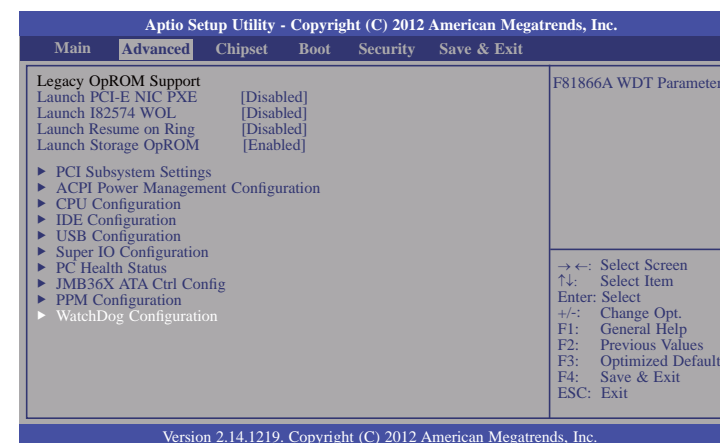 Aptio Setup Utility - Copyright (C) 2012 American Megatrends, Inc.
Main Advanced Chipset Boot Security Save & Exit
Legacy OpROM Support
Launch PCI-E NIC PXE [Disabled]
Launch I82574 WOL [Disabled]
Launch Resume on Ring [Disabled]
Launch Storage OpROM [Enabled]
▶ PCI Subsystem Settings
▶ ACPI Power Management Configuration
▶ CPU Configuration
▶ IDE Configuration
▶ USB Configuration
▶ Super IO Configuration
▶ PC Health Status
▶ JMB36X ATA Ctrl Config
▶ PPM Configuration
▶ WatchDog Configuration
F81866A WDT Parameter
→ ←: Select Screen
↑↓: Select Item
Enter: Select
+/-: Change Opt.
F1: General Help
F2: Previous Values
F3: Optimized Default
F4: Save & Exit
ESC: Exit
Version 2.14.1219. Copyright (C) 2012 American Megatrends, Inc.